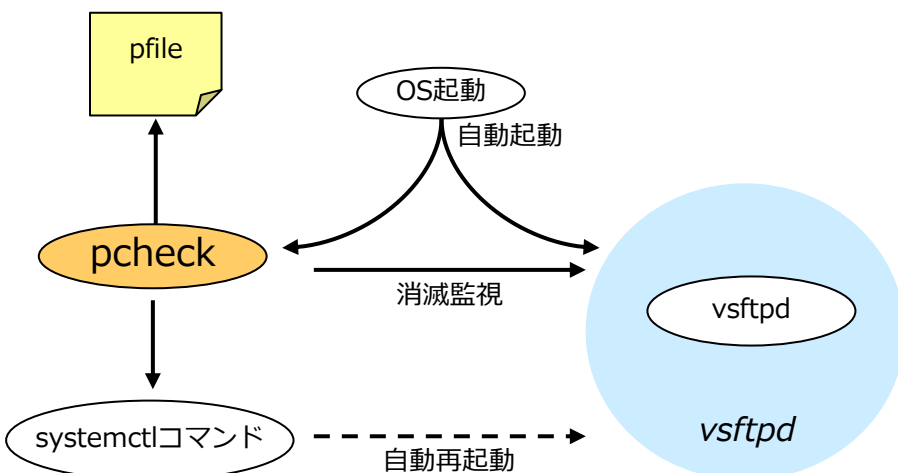 pfile
OS起動
自動起動
pcheck
消滅監視
vsftpd
systemctlコマンド
自動再起動
vsftpd